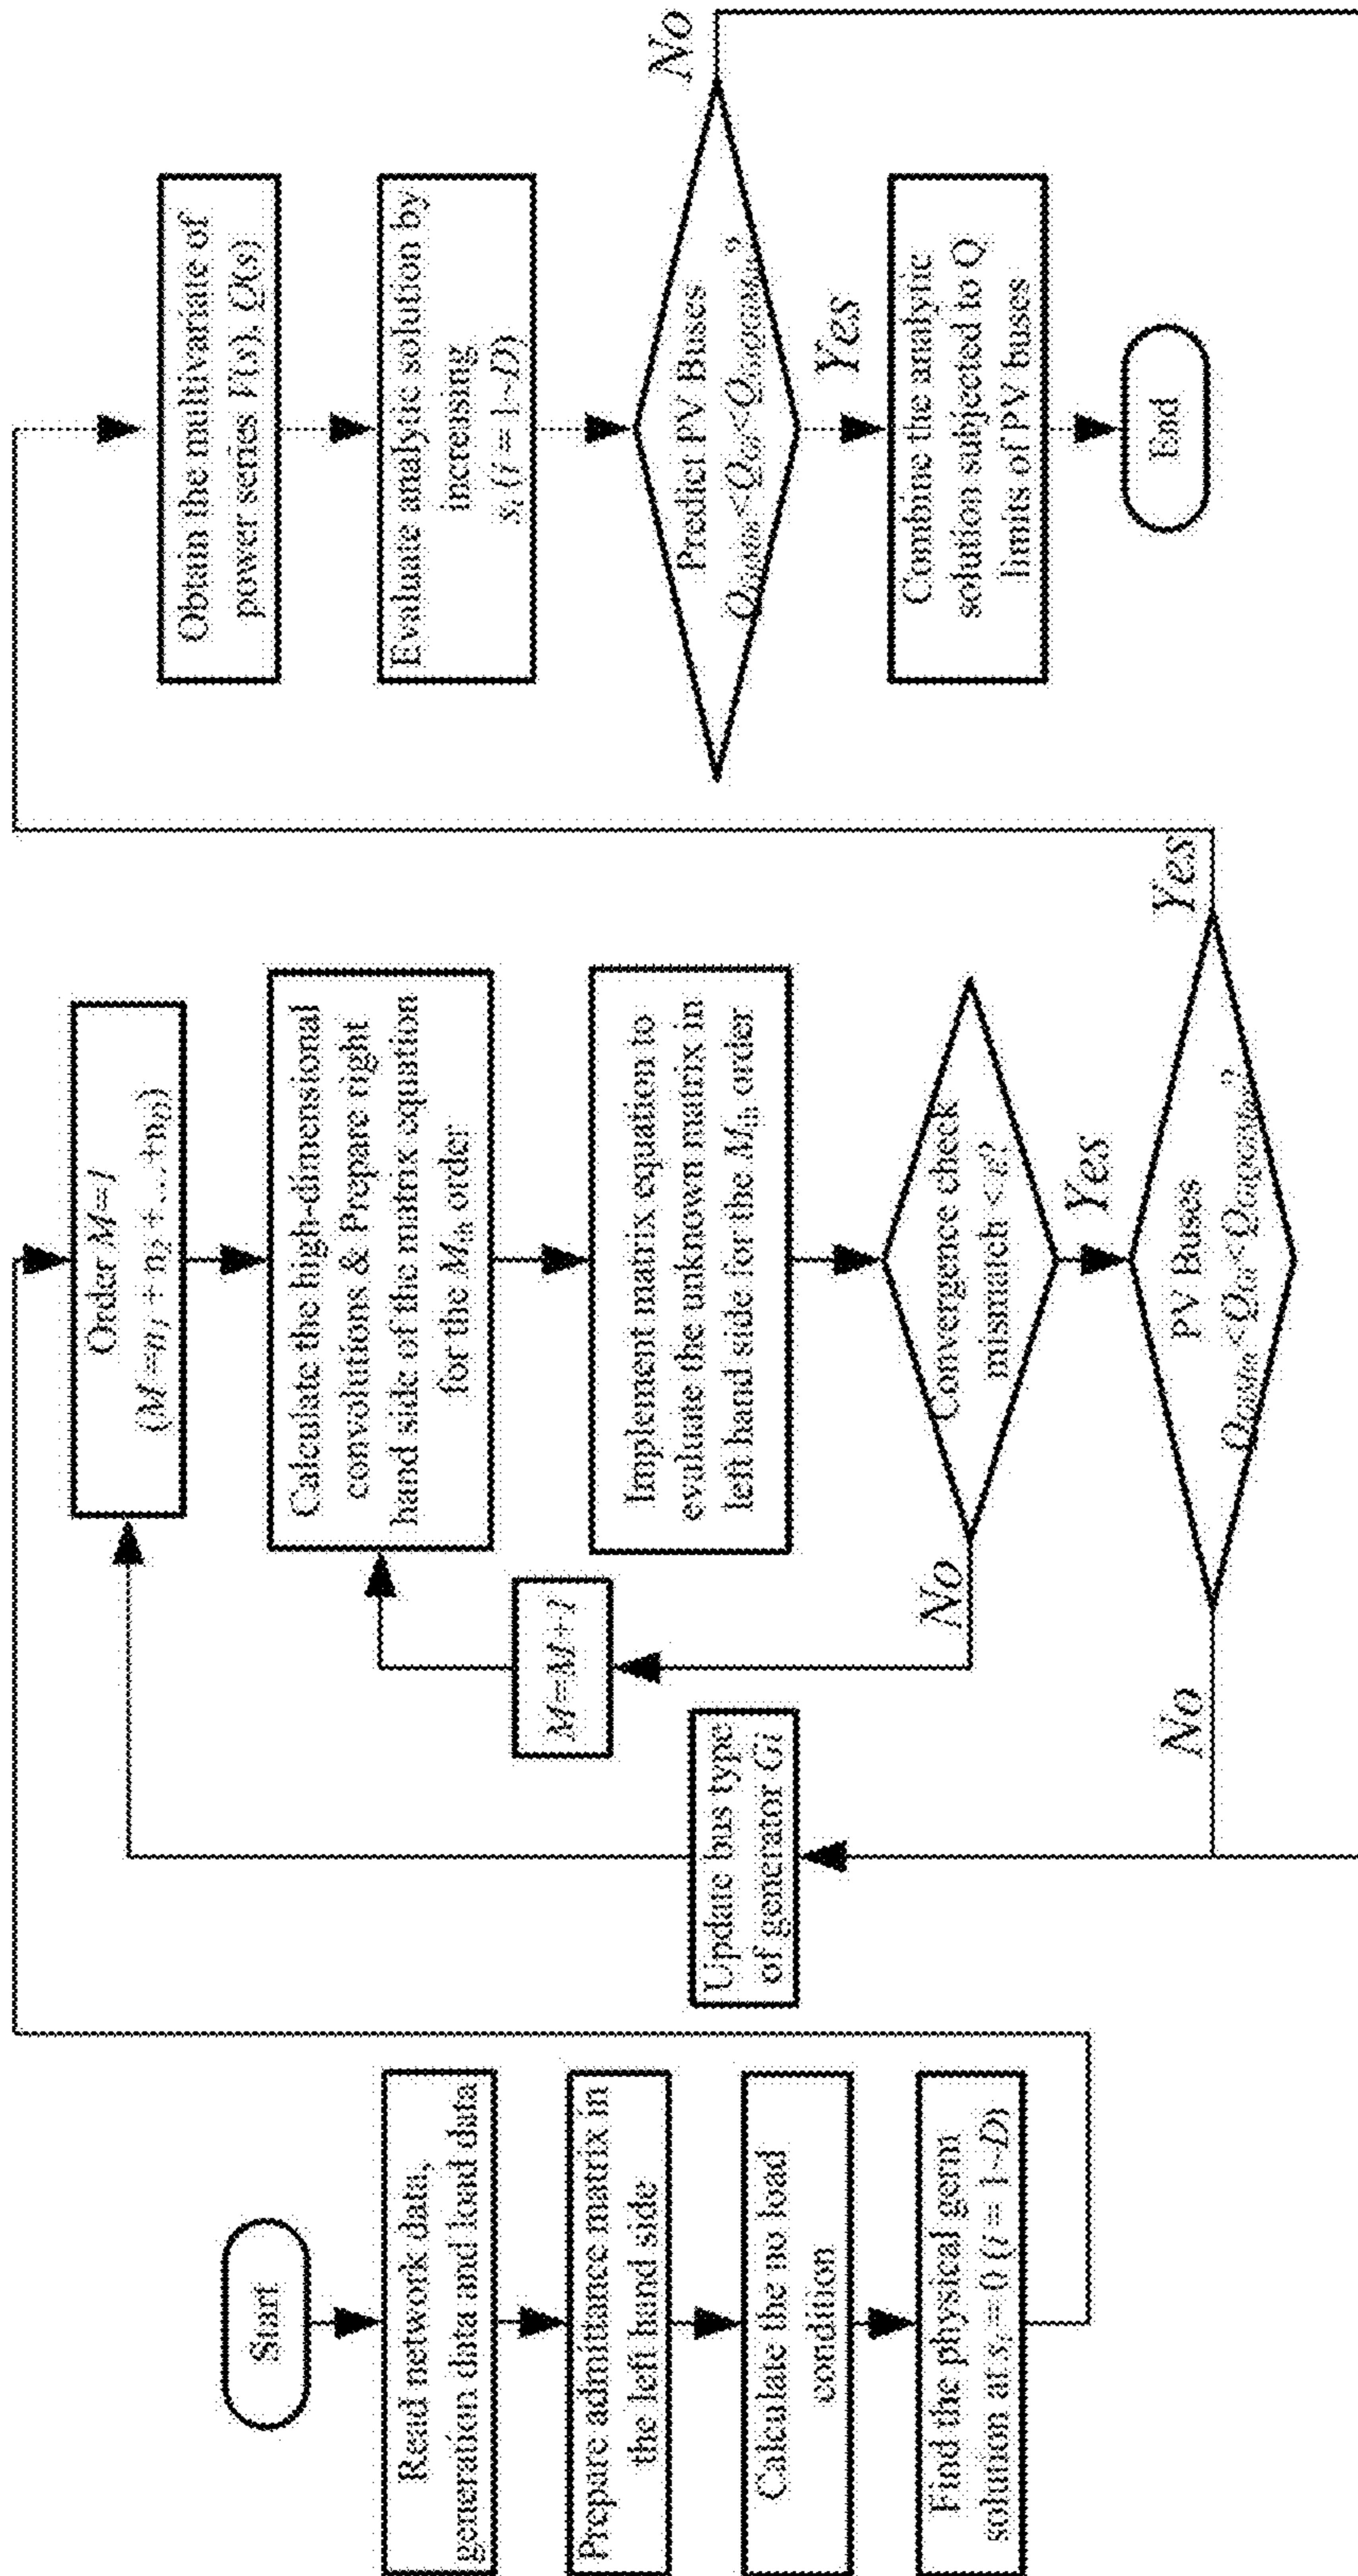 Start
Read network data,
generation data and load data
Prepare admittance matrix in
the left hand side
Calculate the no load
condition
Find the physical germ
solution at sᵢ = 0 (i = 1~D)
Order M=1
(M=n₁ + n₂ + ...+n_D)
Calculate the high-dimensional
convolutions & Prepare right
hand side of the matrix equation
for the M_th order
Implement matrix equation to
evaluate the unknown matrix in
left hand side for the M_th order
M=M+1
Update bus type
of generator Gi
Convergence check
mismatch < ε?
No
Yes
PV Buses
No
Yes
Obtain the multivariate of
power series V(s), Q(s)
Evaluate analytic solution by
increasing
sᵢ (i = 1~D)
Predict PV Buses
No
Yes
Combine the analytic
solution subjected to Q
limits of PV buses
End